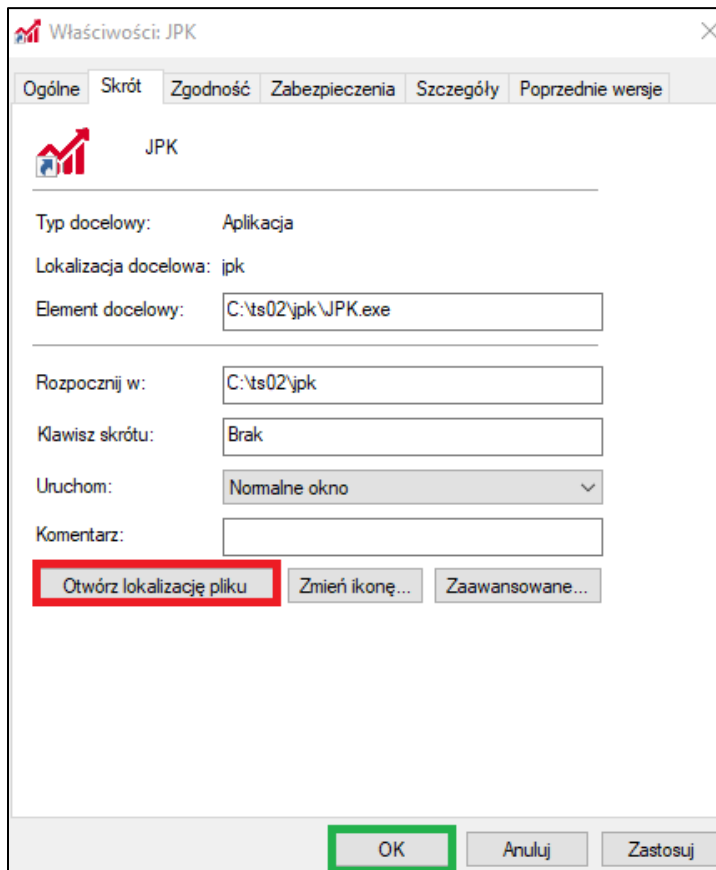 Właściwości: JPK
Ogólne Skrót Zgodność Zabezpieczenia Szczegóły Poprzednie wersje
JPK
Typ docelowy: Aplikacja
Lokalizacja docelowa: jpk
Element docelowy: C:\ts02\jpk\JPK.exe
Rozpocznij w: C:\ts02\jpk
Klawisz skrótu: Brak
Uruchom: Normalne okno
Komentarz:
Otwórz lokalizację pliku Zmień ikonę... Zaawansowane...
OK Anuluj Zastosuj